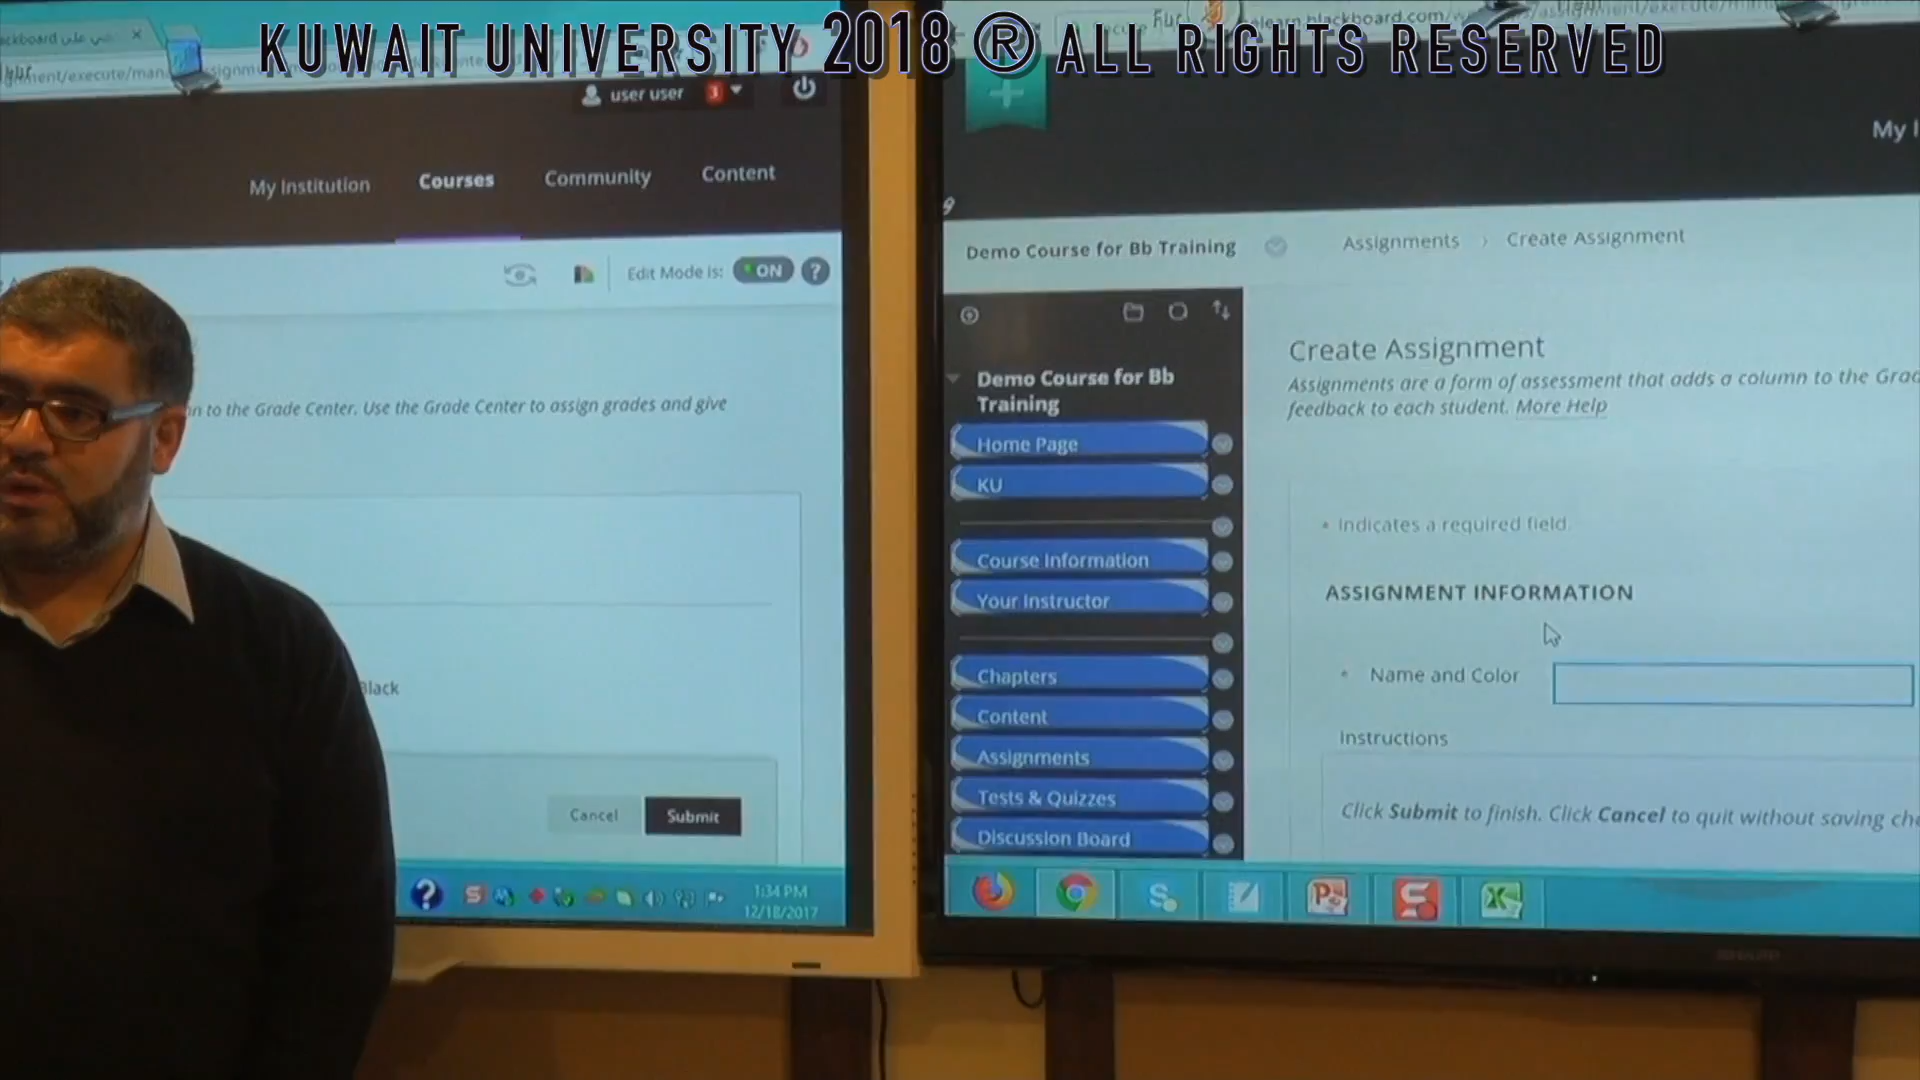 KUWAIT UNIVERSITY 2018 ® ALL RIGHTS RESERVED
user user 3
My Institution Courses Community Content
Edit Mode is: ON ?
n to the Grade Center. Use the Grade Center to assign grades and give
Black
Cancel Submit
1:34 PM
12/18/2017
elearn.blackboard.com
My I
Demo Course for Bb Training
Assignments > Create Assignment
Demo Course for Bb
Training
Home Page
KU
Course Information
Your Instructor
Chapters
Content
Assignments
Tests & Quizzes
Discussion Board
Create Assignment
Assignments are a form of assessment that adds a column to the Grad
feedback to each student. More Help
* Indicates a required field.
ASSIGNMENT INFORMATION
* Name and Color
Instructions
Click Submit to finish. Click Cancel to quit without saving ch